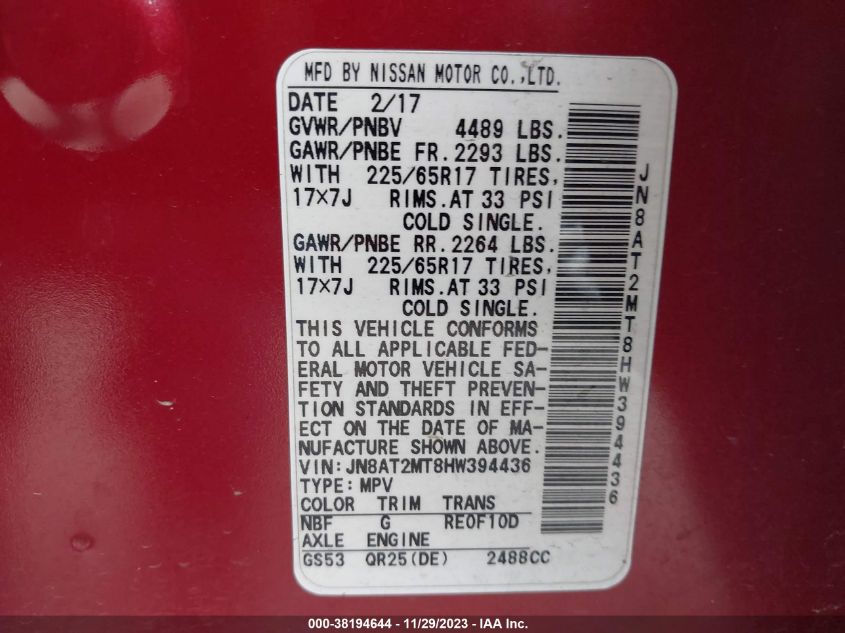 MFD BY NISSAN MOTOR CO.,LTD.
DATE 2/17
GVWR/PNBV 4489 LBS.
GAWR/PNBE FR.2293 LBS.
WITH 225/65R17 TIRES,
17×7J RIMS.AT 33 PSI
COLD SINGLE.
GAWR/PNBE RR.2264 LBS.
WITH 225/65R17 TIRES,
17×7J RIMS.AT 33 PSI
COLD SINGLE.
THIS VEHICLE CONFORMS
TO ALL APPLICABLE FED-
ERAL MOTOR VEHICLE SA-
FETY AND THEFT PREVEN-
TION STANDARDS IN EFF-
ECT ON THE DATE OF MA-
NUFACTURE SHOWN ABOVE.
VIN:JN8AT2MT8HW394436
TYPE:MPV
COLOR TRIM TRANS
NBF G RE0F10D
AXLE ENGINE
GS53 QR25(DE) 2488CC
JN8AT2MT8HW394436
000-38194644 - 11/29/2023 - IAA Inc.